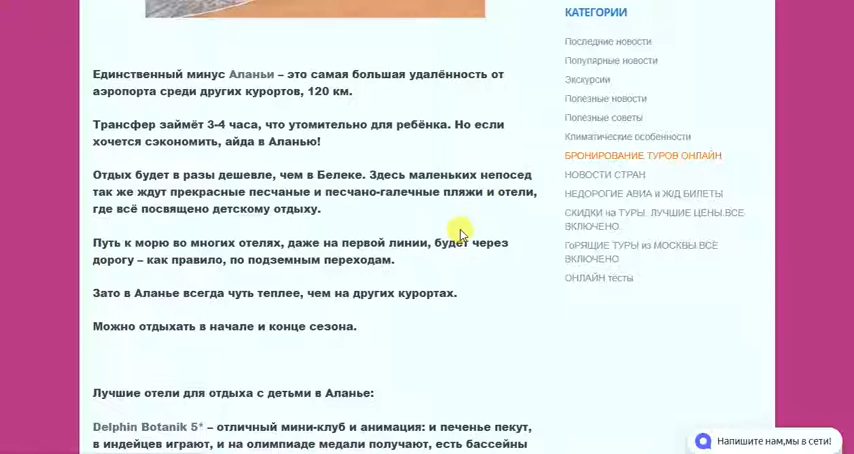 Единственный минус Аланьи – это самая большая удалённость от
аэропорта среди других курортов, 120 км.
Трансфер займёт 3-4 часа, что утомительно для ребёнка. Но если
хочется сэкономить, айда в Аланью!
Отдых будет в разы дешевле, чем в Белеке. Здесь маленьких непосед
так же ждут прекрасные песчаные и песчано-галечные пляжи и отели,
где всё посвящено детскому отдыху.
Путь к морю во многих отелях, даже на первой линии, будет через
дорогу – как правило, по подземным переходам.
Зато в Аланье всегда чуть теплее, чем на других курортах.
Можно отдыхать в начале и конце сезона.
Лучшие отели для отдыха с детьми в Аланье:
Delphin Botanik 5* – отличный мини-клуб и анимация: и печенье пекут,
в индейцев играют, и на олимпиаде медали получают, есть бассейны
КАТЕГОРИИ
Последние новости
Популярные новости
Экскурсии
Полезные новости
Полезные советы
Климатические особенности
БРОНИРОВАНИЕ ТУРОВ ОНЛАЙН
НОВОСТИ СТРАН
НЕДОРОГИЕ АВИА и Ж/Д БИЛЕТЫ
СКИДКИ на ТУРЫ. ЛУЧШИЕ ЦЕНЫ.ВСЕ
ВКЛЮЧЕНО.
ГоРЯЩИЕ ТУРЫ из МОСКВЫ.ВСЕ
ВКЛЮЧЕНО
ОНЛАЙН тесты
Напишите нам,мы в сети!